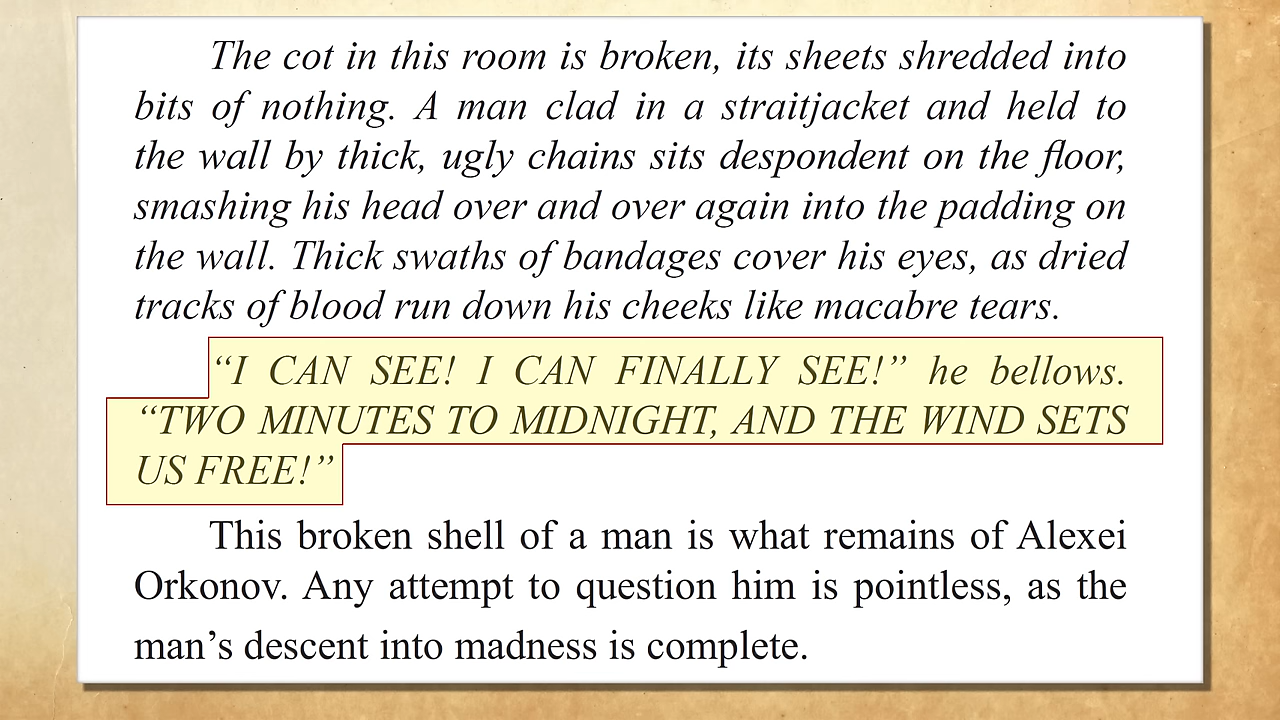 The cot in this room is broken, its sheets shredded into
bits of nothing. A man clad in a straitjacket and held to
the wall by thick, ugly chains sits despondent on the floor,
smashing his head over and over again into the padding on
the wall. Thick swaths of bandages cover his eyes, as dried
tracks of blood run down his cheeks like macabre tears.
“I CAN SEE! I CAN FINALLY SEE!” he bellows.
“TWO MINUTES TO MIDNIGHT, AND THE WIND SETS
US FREE!”
This broken shell of a man is what remains of Alexei
Orkonov. Any attempt to question him is pointless, as the
man’s descent into madness is complete.